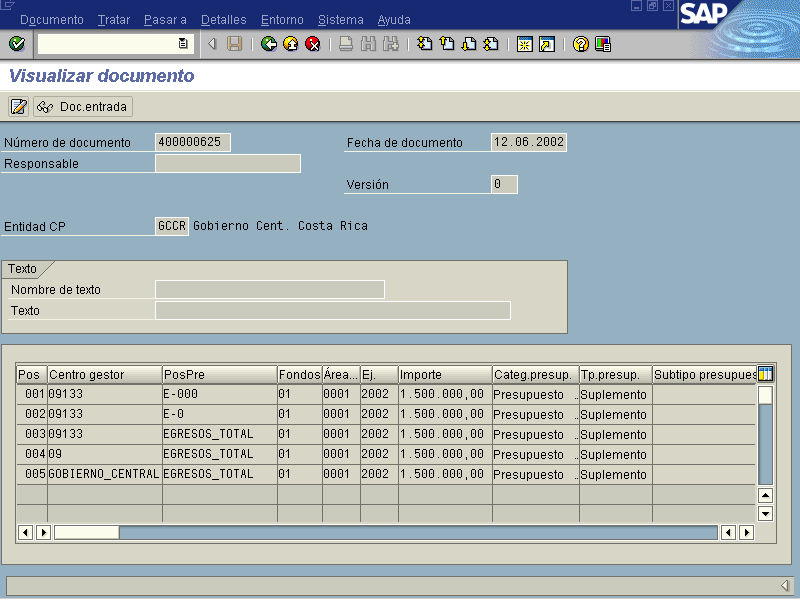 Documento Tratar Pasar a Detalles Entorno Sistema Ayuda
SAP
Visualizar documento
Doc.entrada
Número de documento 400000625 Fecha de documento 12.06.2002
Responsable
Versión 0
Entidad CP GCCR Gobierno Cent. Costa Rica
Texto
Nombre de texto
Texto
Pos Centro gestor PosPre Fondos Área... Ej. Importe Categ.presup. Tp.presup. Subtipo presupues
001 09133 E-000 01 0001 2002 1.500.000,00 Presupuesto .. Suplemento
002 09133 E-0 01 0001 2002 1.500.000,00 Presupuesto .. Suplemento
003 09133 EGRESOS_TOTAL 01 0001 2002 1.500.000,00 Presupuesto .. Suplemento
004 09 EGRESOS_TOTAL 01 0001 2002 1.500.000,00 Presupuesto .. Suplemento
005 GOBIERNO_CENTRAL EGRESOS_TOTAL 01 0001 2002 1.500.000,00 Presupuesto .. Suplemento